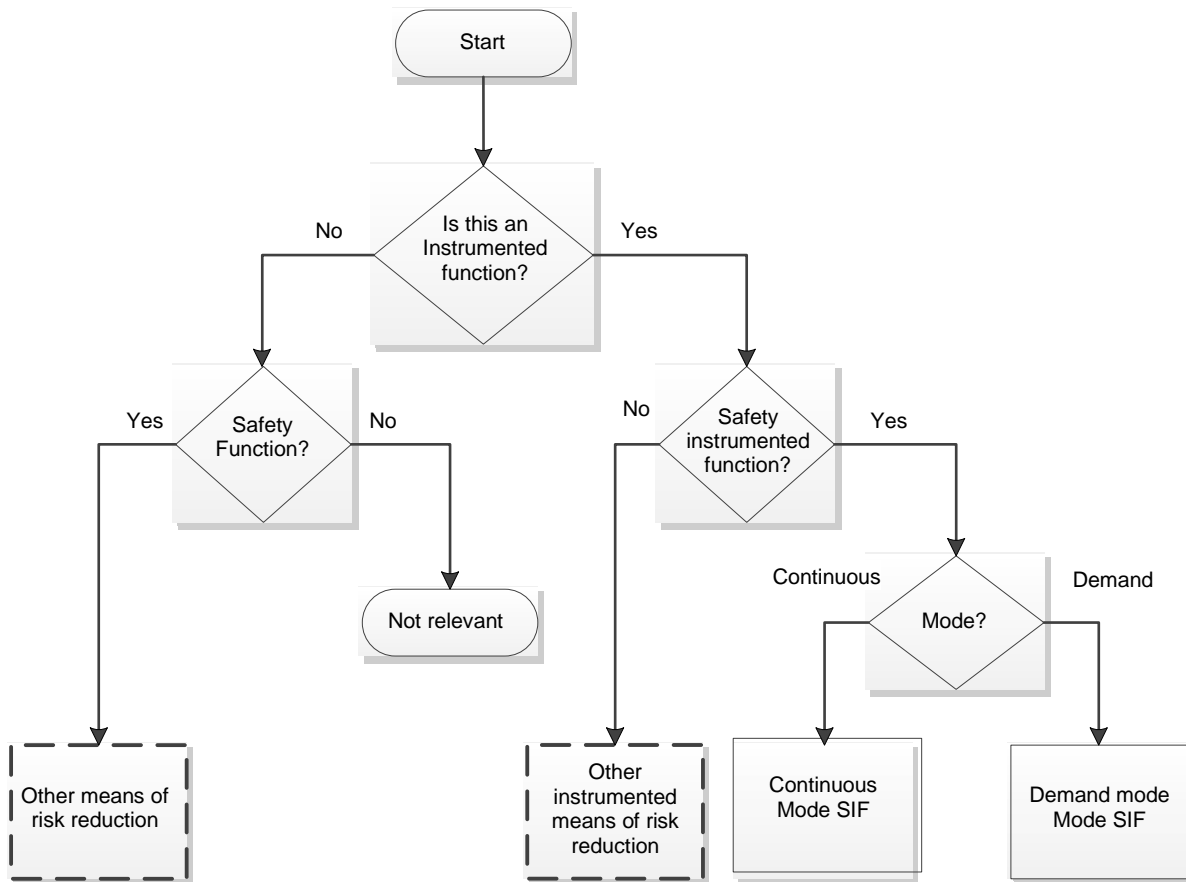 Start
Is this an
Instrumented
function?
No
Yes
Safety
Function?
Yes
No
Safety
instrumented
function?
No
Yes
Not relevant
Mode?
Continuous
Demand
Other means of
risk reduction
Other
instrumented
means of risk
reduction
Continuous
Mode SIF
Demand mode
Mode SIF